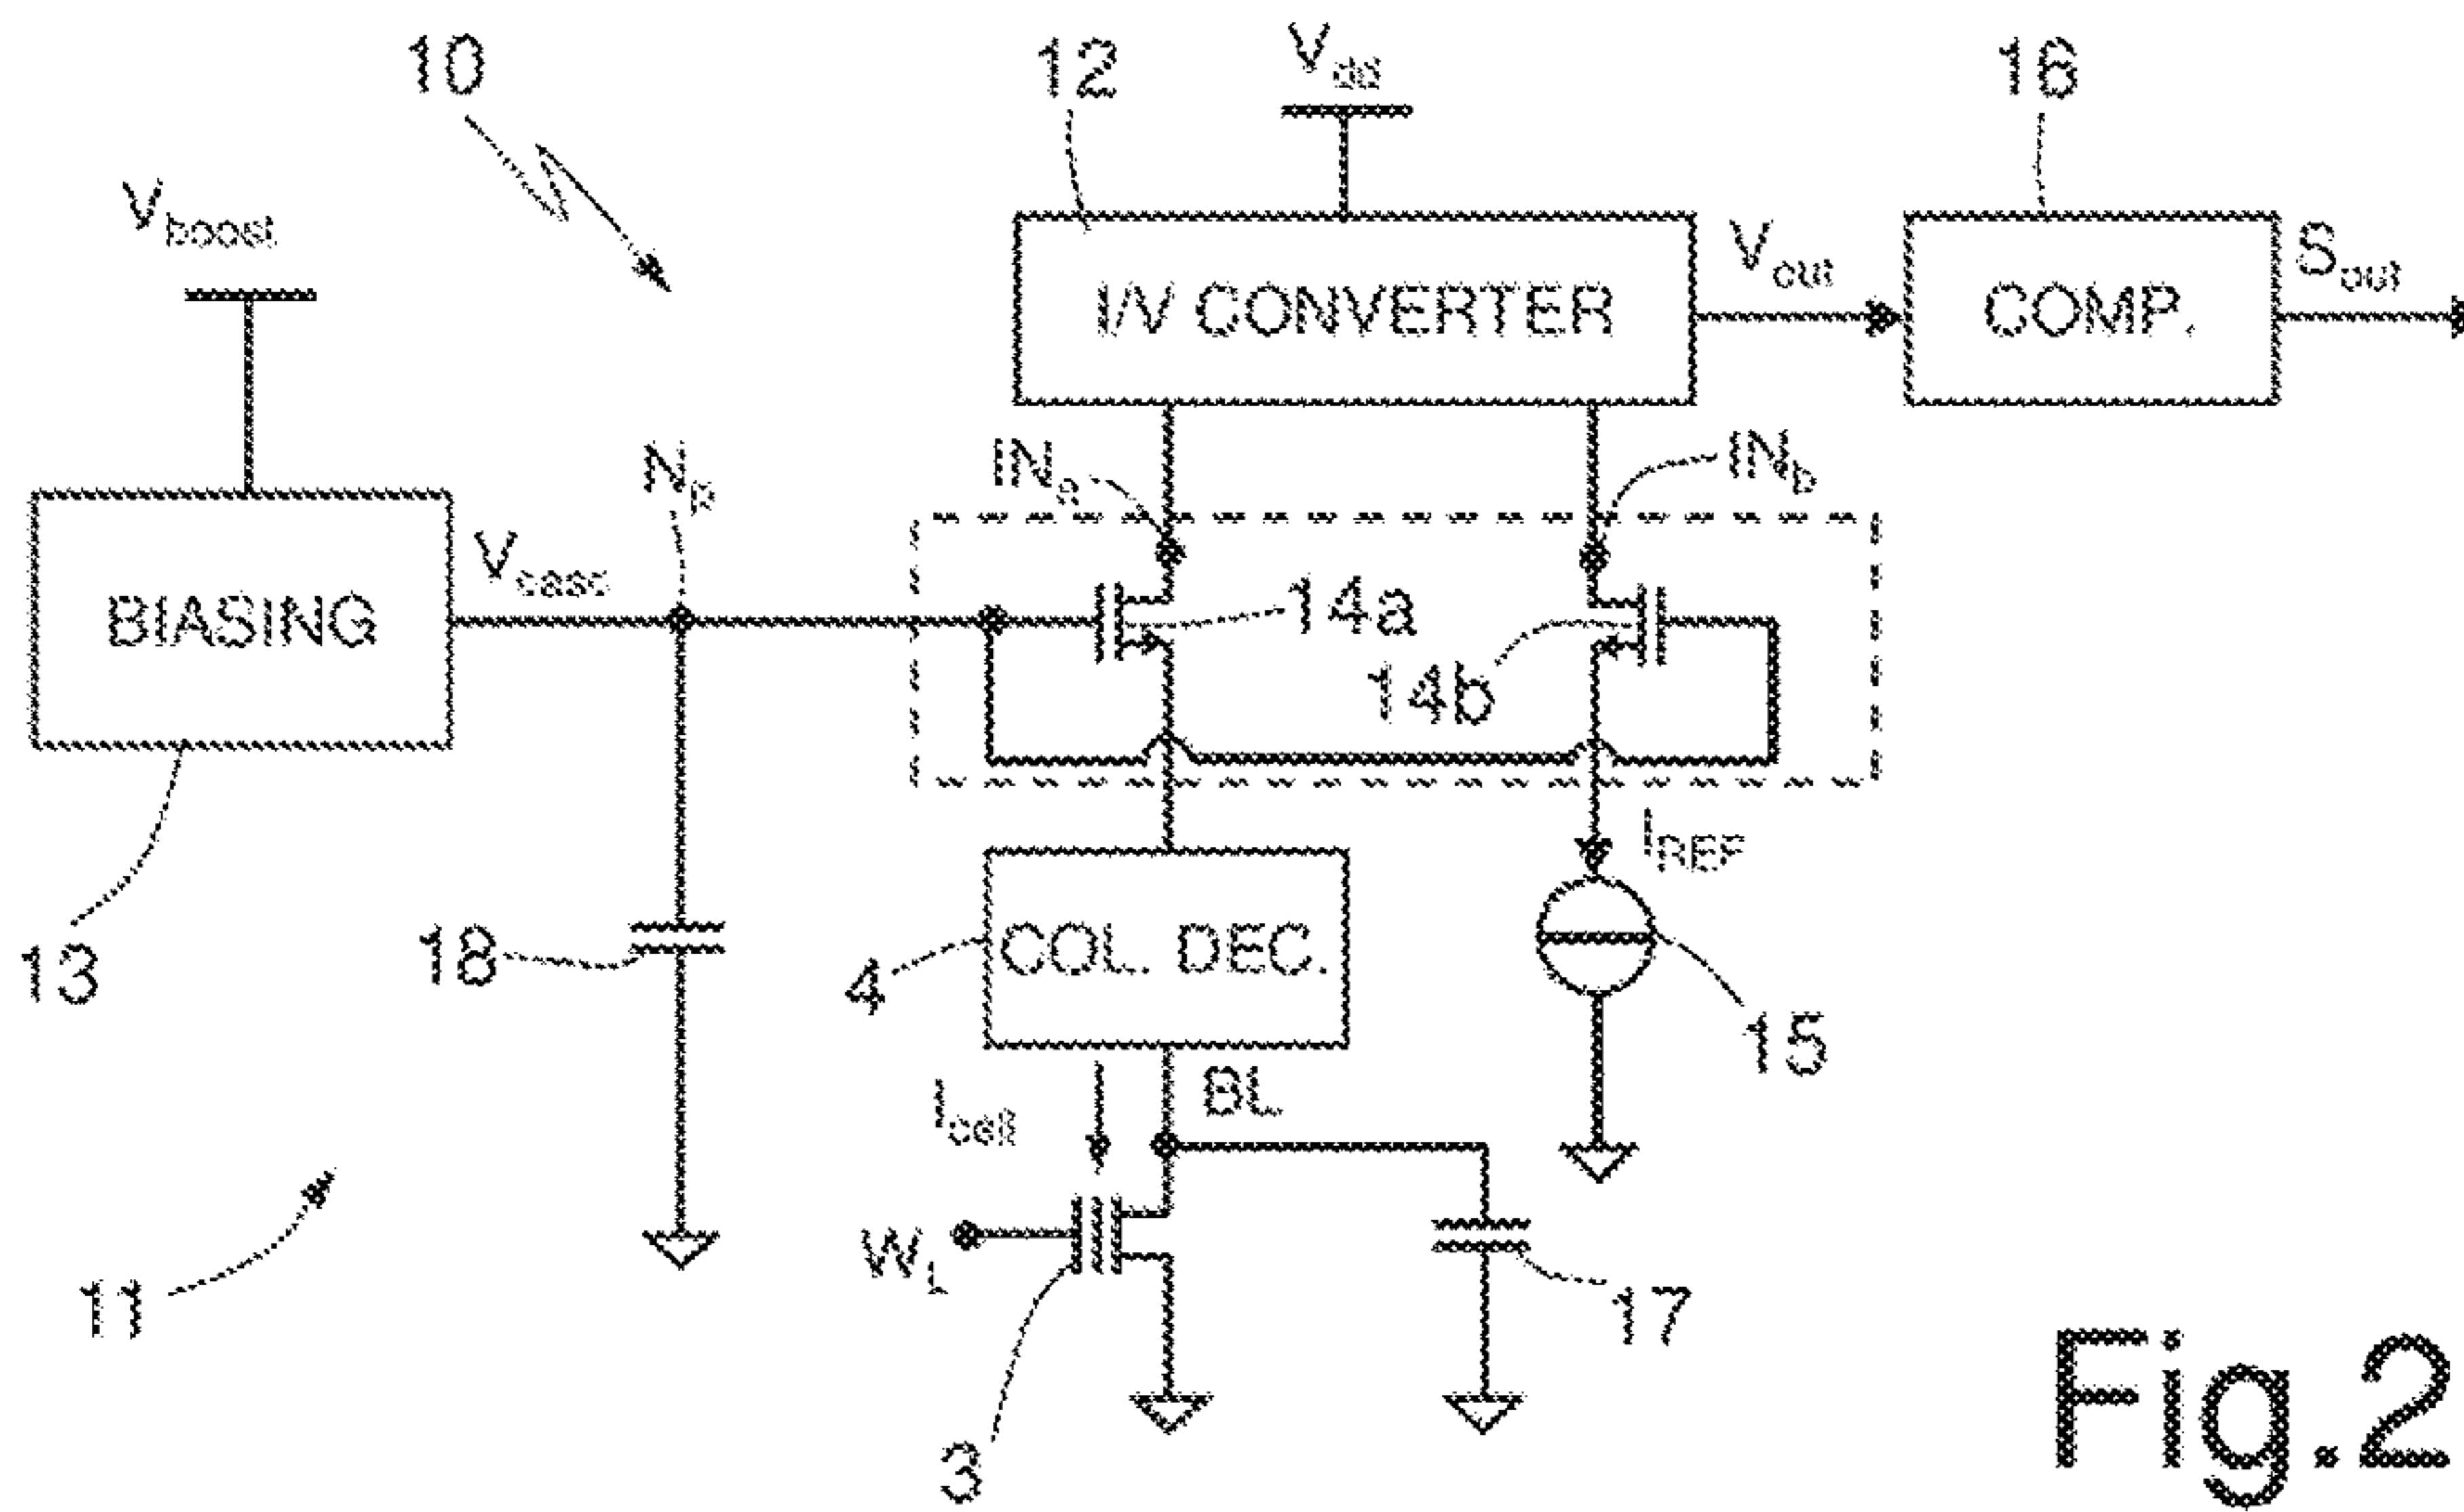 10
12
Vdd
16
Vboost
I/V CONVERTER
Vout
COMP.
Sout
Np
INa
INb
BIASING
Vcasc
14a
14b
IREF
13
18
4
COL. DEC.
15
Icell
BL
WL
11
17
3
Fig.2